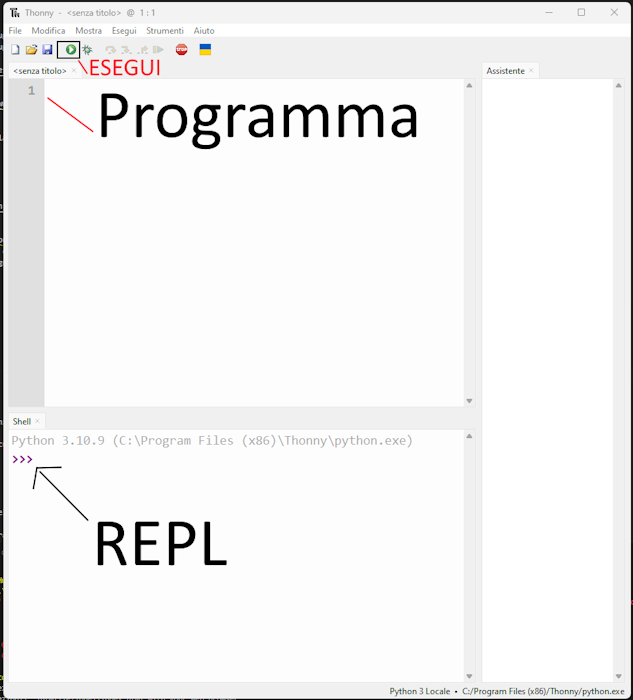 Thonny - <senza titolo> @ 1 : 1
File Modifica Mostra Esegui Strumenti Aiuto
STOP
ESEGUI
<senza titolo> ×
Assistente ×
1
Programma
Shell ×
Python 3.10.9 (C:\Program Files (x86)\Thonny\python.exe)
>>>
REPL
Python 3 Locale • C:/Program Files (x86)/Thonny/python.exe